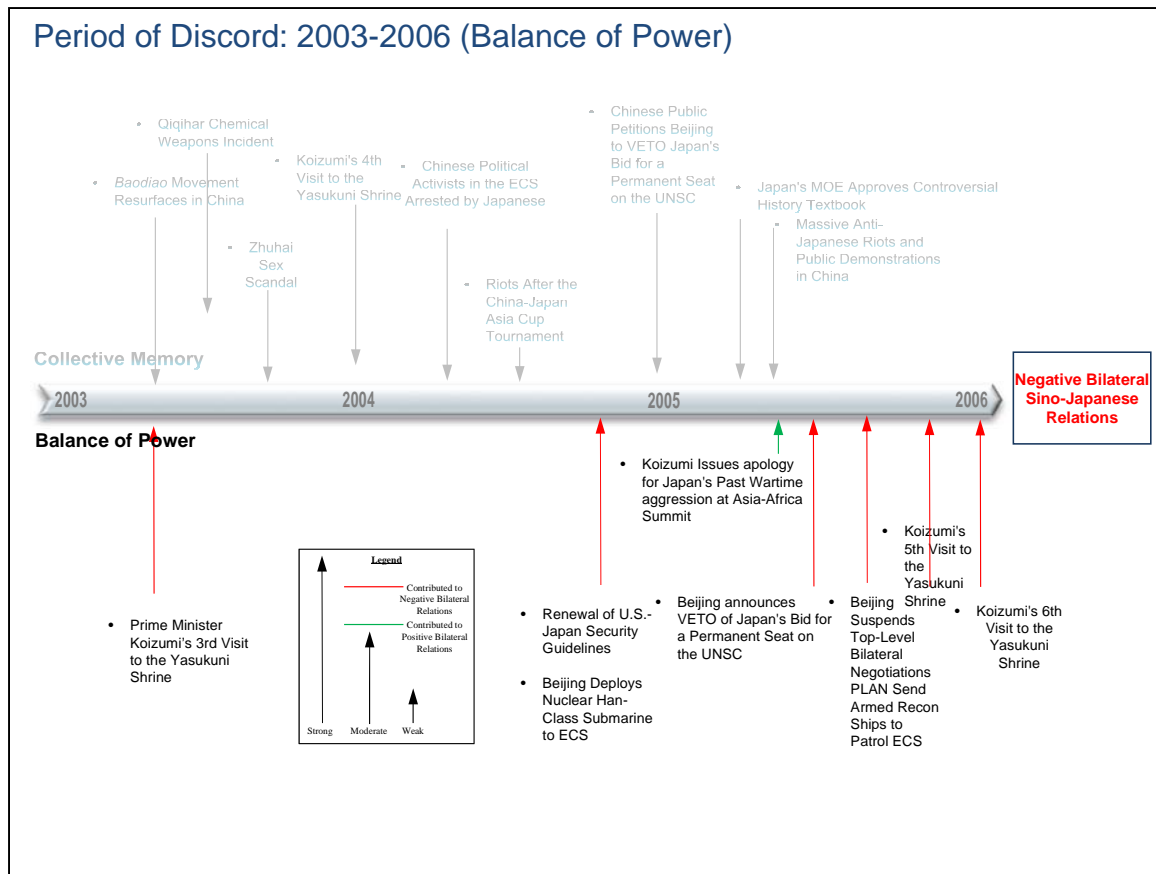 Period of Discord: 2003-2006 (Balance of Power)
• Qiqihar Chemical
Weapons Incident
• Baodiao Movement
Resurfaces in China
• Zhuhai
Sex
Scandal
• Koizumi's 4th
Visit to the
Yasukuni Shrine
• Chinese Political
Activists in the ECS
Arrested by Japanese
• Riots After the
China-Japan
Asia Cup
Tournament
• Chinese Public
Petitions Beijing
to VETO Japan's
Bid for a
Permanent Seat
on the UNSC
• Japan's MOE Approves Controversial
History Textbook
• Massive Anti-
Japanese Riots and
Public Demonstrations
in China
Collective Memory
2003
2004
2005
2006
Negative Bilateral
Sino-Japanese
Relations
Balance of Power
• Prime Minister
Koizumi's 3rd Visit
to the Yasukuni
Shrine
Legend
Contributed to
Negative Bilateral
Relations
Contributed to
Positive Bilateral
Relations
Strong
Moderate
Weak
• Renewal of U.S.-
Japan Security
Guidelines
• Beijing Deploys
Nuclear Han-
Class Submarine
to ECS
• Koizumi Issues apology
for Japan's Past Wartime
aggression at Asia-Africa
Summit
• Beijing announces
VETO of Japan's Bid for
a Permanent Seat on
the UNSC
• Beijing
Suspends
Top-Level
Bilateral
Negotiations
PLAN Send
Armed Recon
Ships to
Patrol ECS
• Koizumi's
5th Visit to
the
Yasukuni
Shrine
• Koizumi's 6th
Visit to the
Yasukuni
Shrine